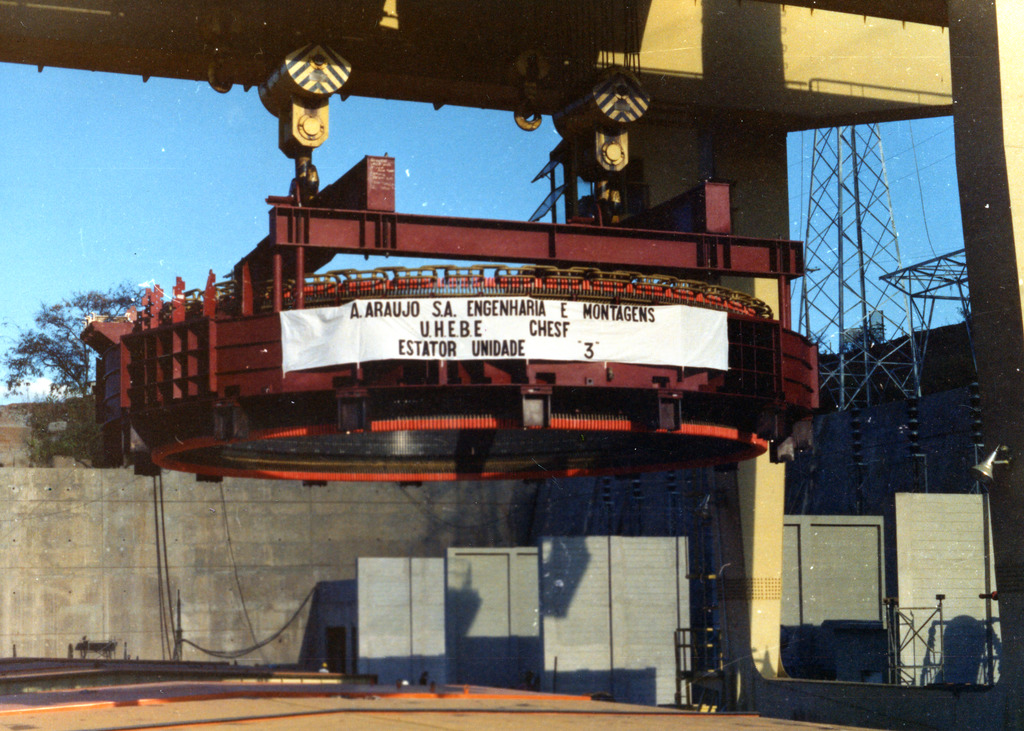 A.ARAUJO S.A. ENGENHARIA E MONTAGENS
U.H.E.B.E CHESF
ESTATOR UNIDADE "3"